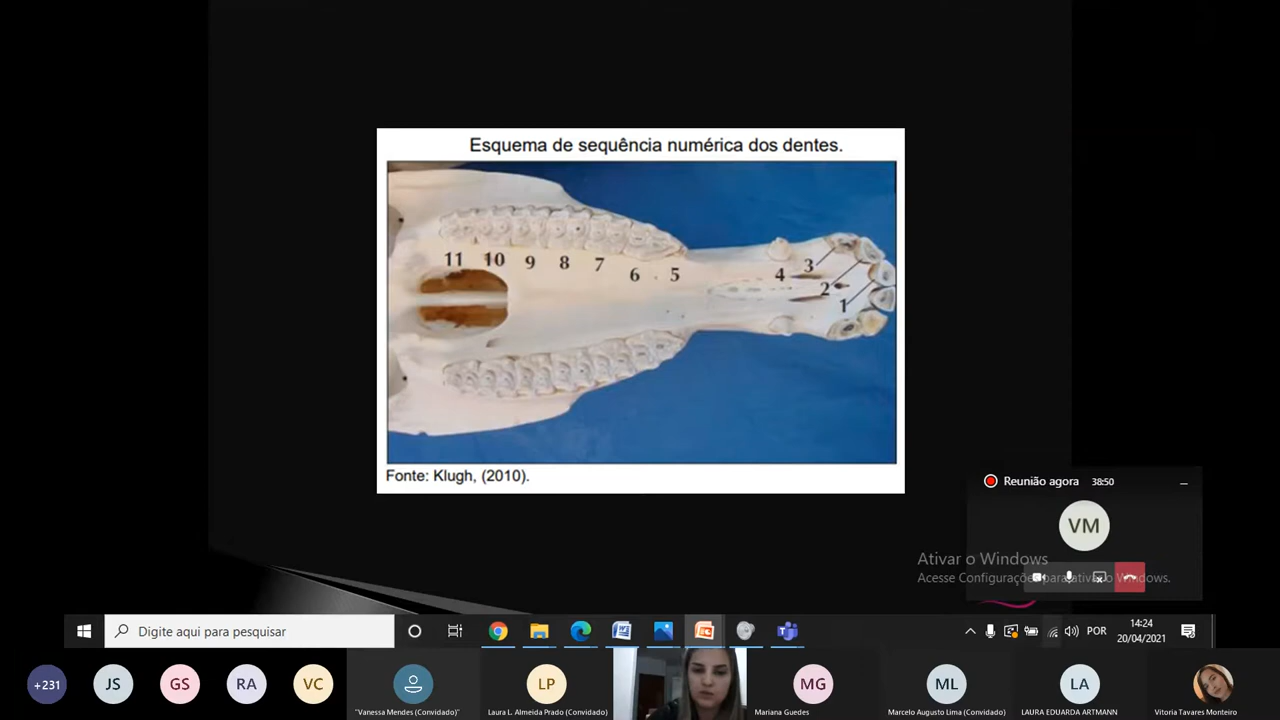 Esquema de sequência numérica dos dentes.
11 10 9 8 7 6 5 4 3 2 1
Fonte: Klugh, (2010).
Reunião agora 38:50
VM
Ativar o Windows
Acesse Configurações para ativar o Windows.
Digite aqui para pesquisar
POR
14:24
20/04/2021
+231 JS GS RA VC LP MG ML LA
"Vanessa Mendes (Convidado)" Laura L. Almeida Prado (Convidado) Mariana Guedes Marcelo Augusto Lima (Convidado) LAURA EDUARDA ARTMANN Vitoria Tavares Monteiro